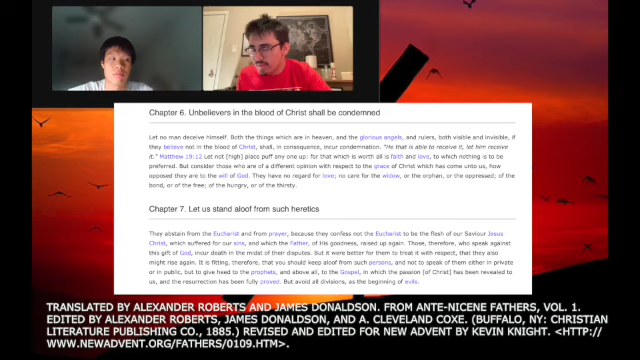 Chapter 6. Unbelievers in the blood of Christ shall be condemned
Let no man deceive himself. Both the things which are in heaven, and the glorious angels, and rulers, both visible and invisible, if
they believe not in the blood of Christ, shall, in consequence, incur condemnation. "He that is able to receive it, let him receive
it." Matthew 19:12 Let not [high] place puff any one up: for that which is worth all is faith and love, to which nothing is to be
preferred. But consider those who are of a different opinion with respect to the grace of Christ which has come unto us, how
opposed they are to the will of God. They have no regard for love; no care for the widow, or the orphan, or the oppressed; of the
bond, or of the free; of the hungry, or of the thirsty.
Chapter 7. Let us stand aloof from such heretics
They abstain from the Eucharist and from prayer, because they confess not the Eucharist to be the flesh of our Saviour Jesus
Christ, which suffered for our sins, and which the Father, of His goodness, raised up again. Those, therefore, who speak against
this gift of God, incur death in the midst of their disputes. But it were better for them to treat it with respect, that they also
might rise again. It is fitting, therefore, that you should keep aloof from such persons, and not to speak of them either in private
or in public, but to give heed to the prophets, and above all, to the Gospel, in which the passion [of Christ] has been revealed to
us, and the resurrection has been fully proved. But avoid all divisions, as the beginning of evils.
TRANSLATED BY ALEXANDER ROBERTS AND JAMES DONALDSON. FROM ANTE-NICENE FATHERS, VOL. 1.
EDITED BY ALEXANDER ROBERTS, JAMES DONALDSON, AND A. CLEVELAND COXE. (BUFFALO, NY: CHRISTIAN
LITERATURE PUBLISHING CO., 1885.) REVISED AND EDITED FOR NEW ADVENT BY KEVIN KNIGHT. <HTTP://
WWW.NEWADVENT.ORG/FATHERS/0109.HTM>.